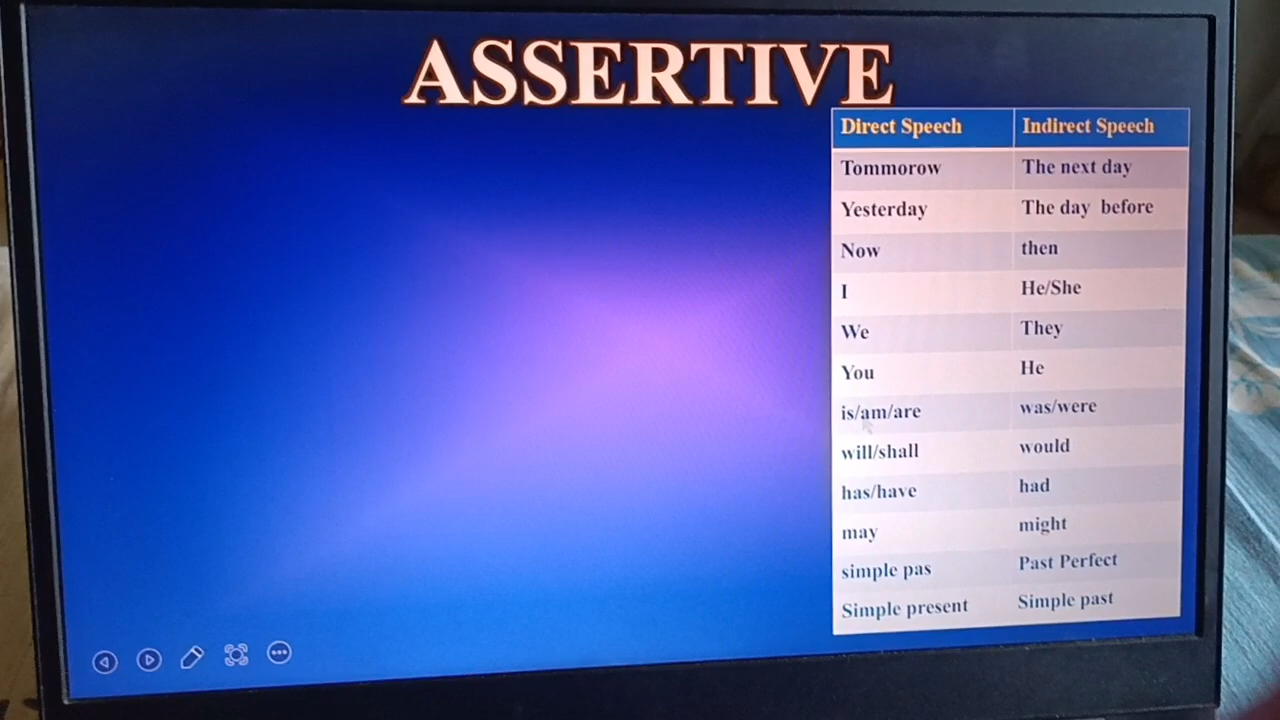 ASSERTIVE
Direct Speech Indirect Speech
Tommorow The next day
Yesterday The day before
Now then
I He/She
We They
You He
is/am/are was/were
will/shall would
has/have had
may might
simple pas Past Perfect
Simple present Simple past